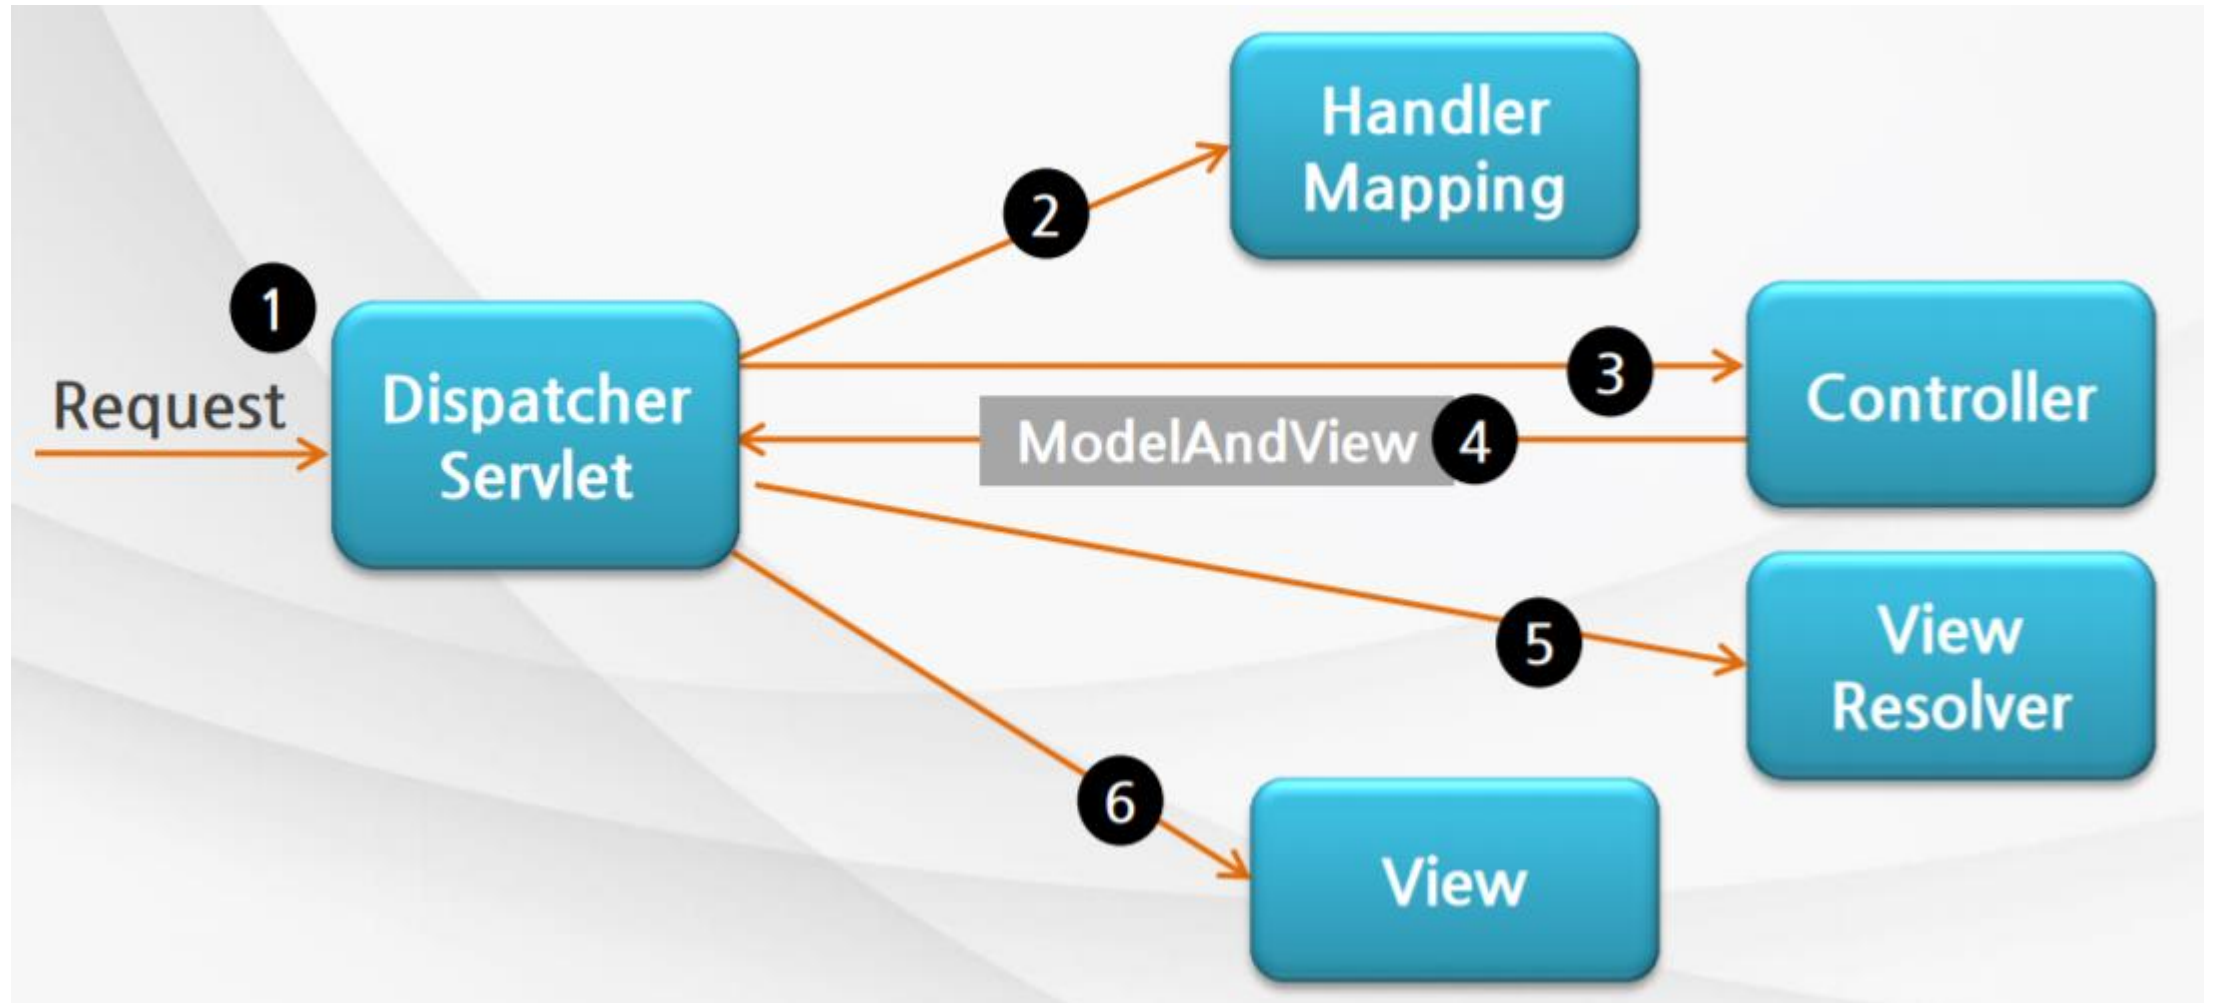 1
Request
Dispatcher
Servlet
2
Handler
Mapping
3
Controller
ModelAndView
4
5
View
Resolver
6
View